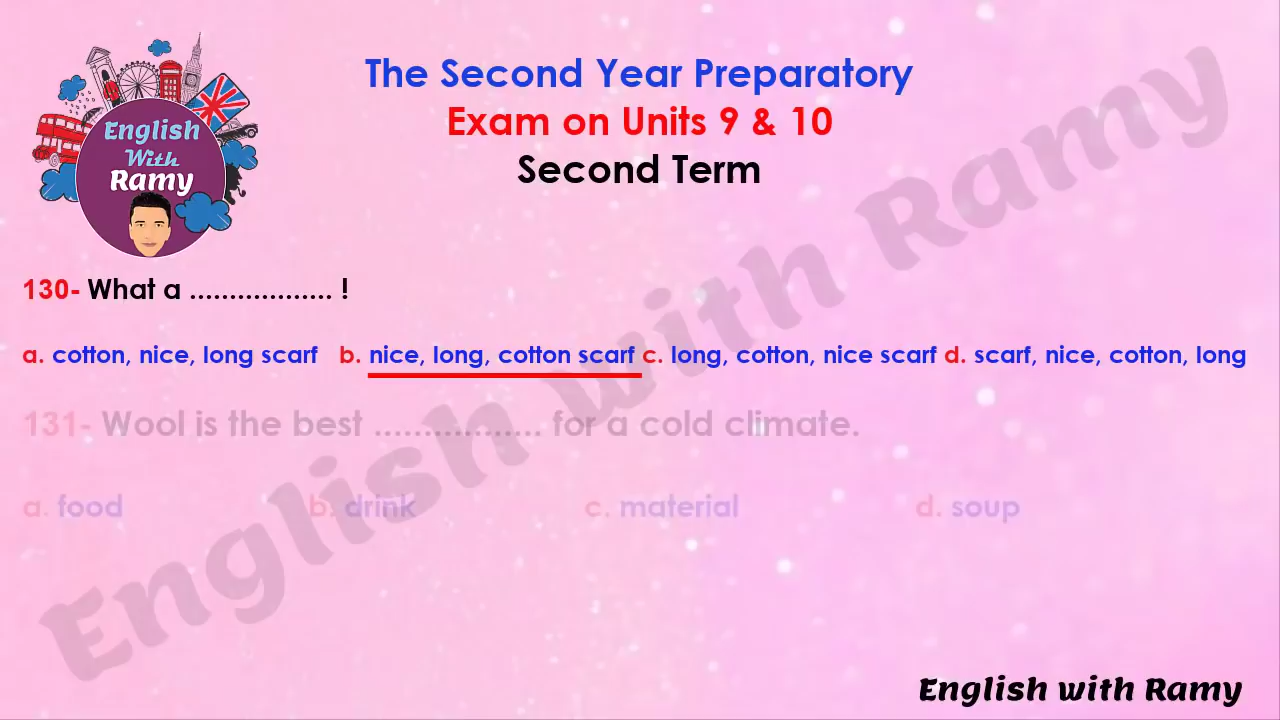 English
With
Ramy
The Second Year Preparatory
Exam on Units 9 & 10
Second Term
130- What a .................. !
a. cotton, nice, long scarf b. nice, long, cotton scarf c. long, cotton, nice scarf d. scarf, nice, cotton, long
131- Wool is the best ................. for a cold climate.
a. food b. drink c. material d. soup
English with Ramy
English with Ramy